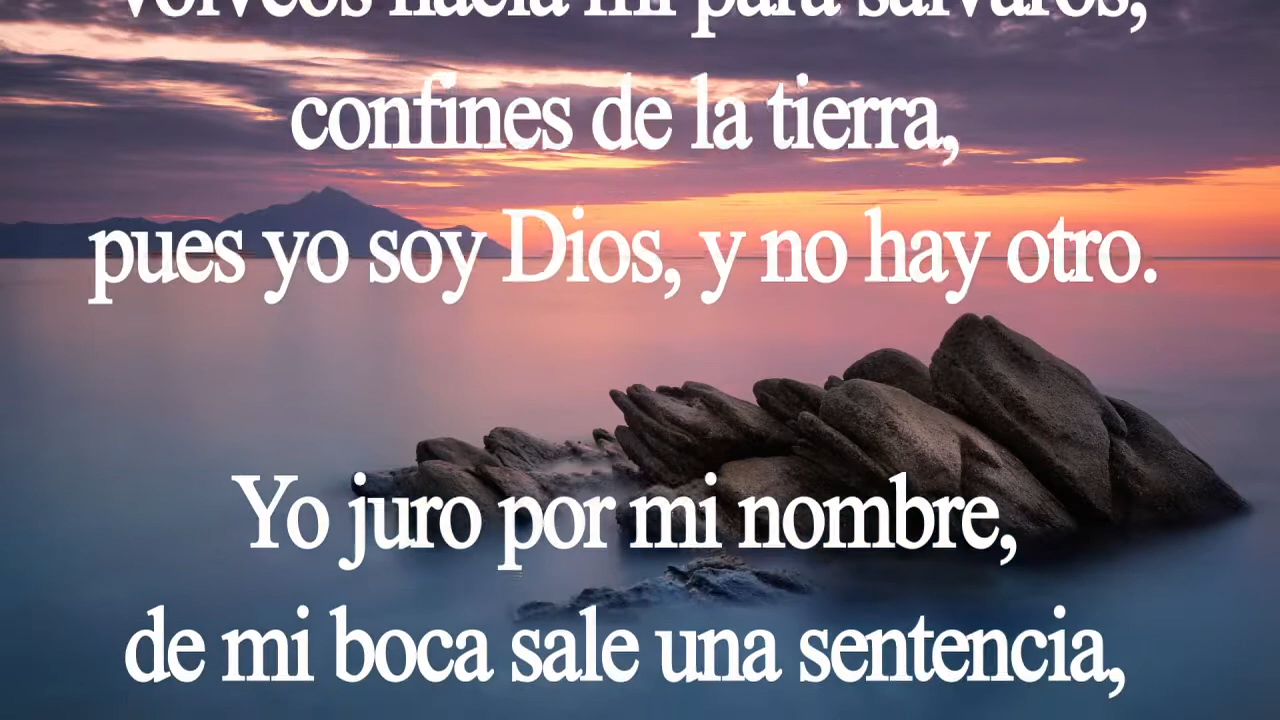 volveos hacia mí para salvaros,
confines de la tierra,
pues yo soy Dios, y no hay otro.
Yo juro por mi nombre,
de mi boca sale una sentencia,